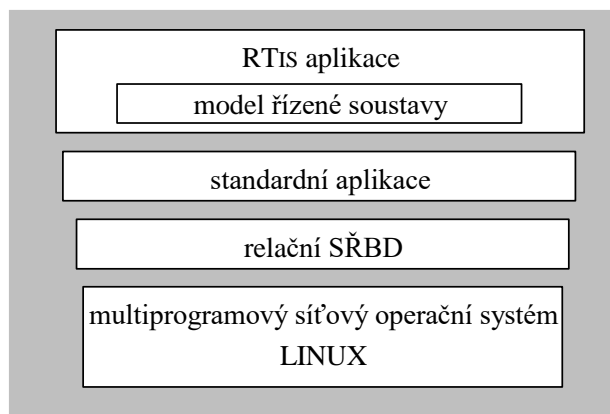 RTIS aplikace
model řízené soustavy
standardní aplikace
relační SŘBD
multiprogramový síťový operační systém
LINUX